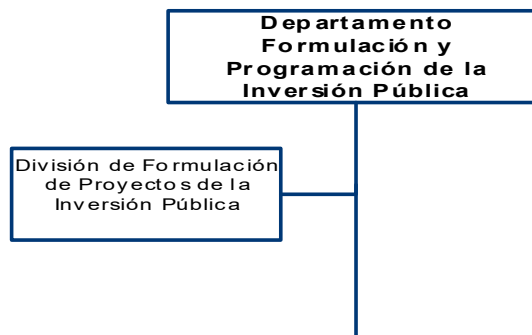 Departamento
Formulación y
Programación de la
Inversión Pública
División de Formulación
de Proyectos de la
Inversión Pública